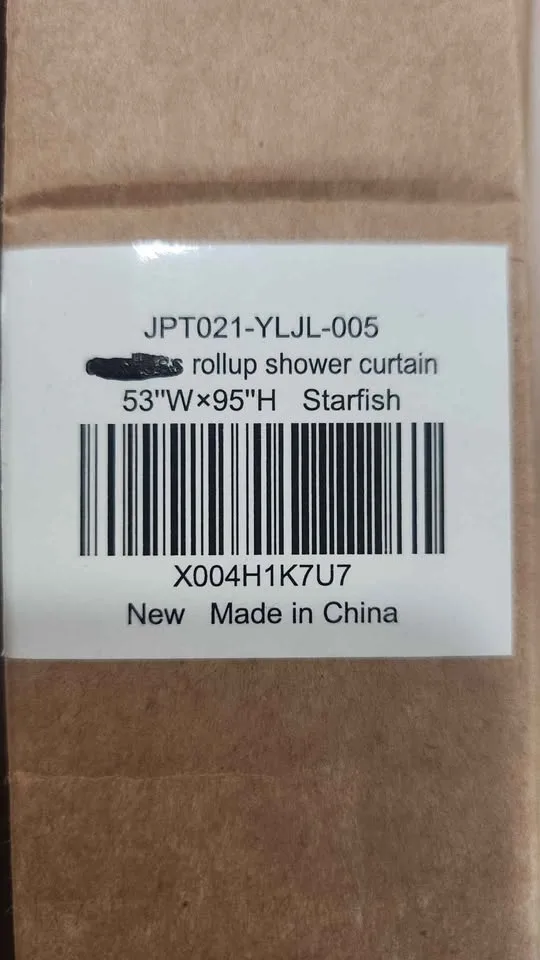 JPT021-YLJL-005
rollup shower curtain
53"W×95"H Starfish
X004H1K7U7
New Made in China